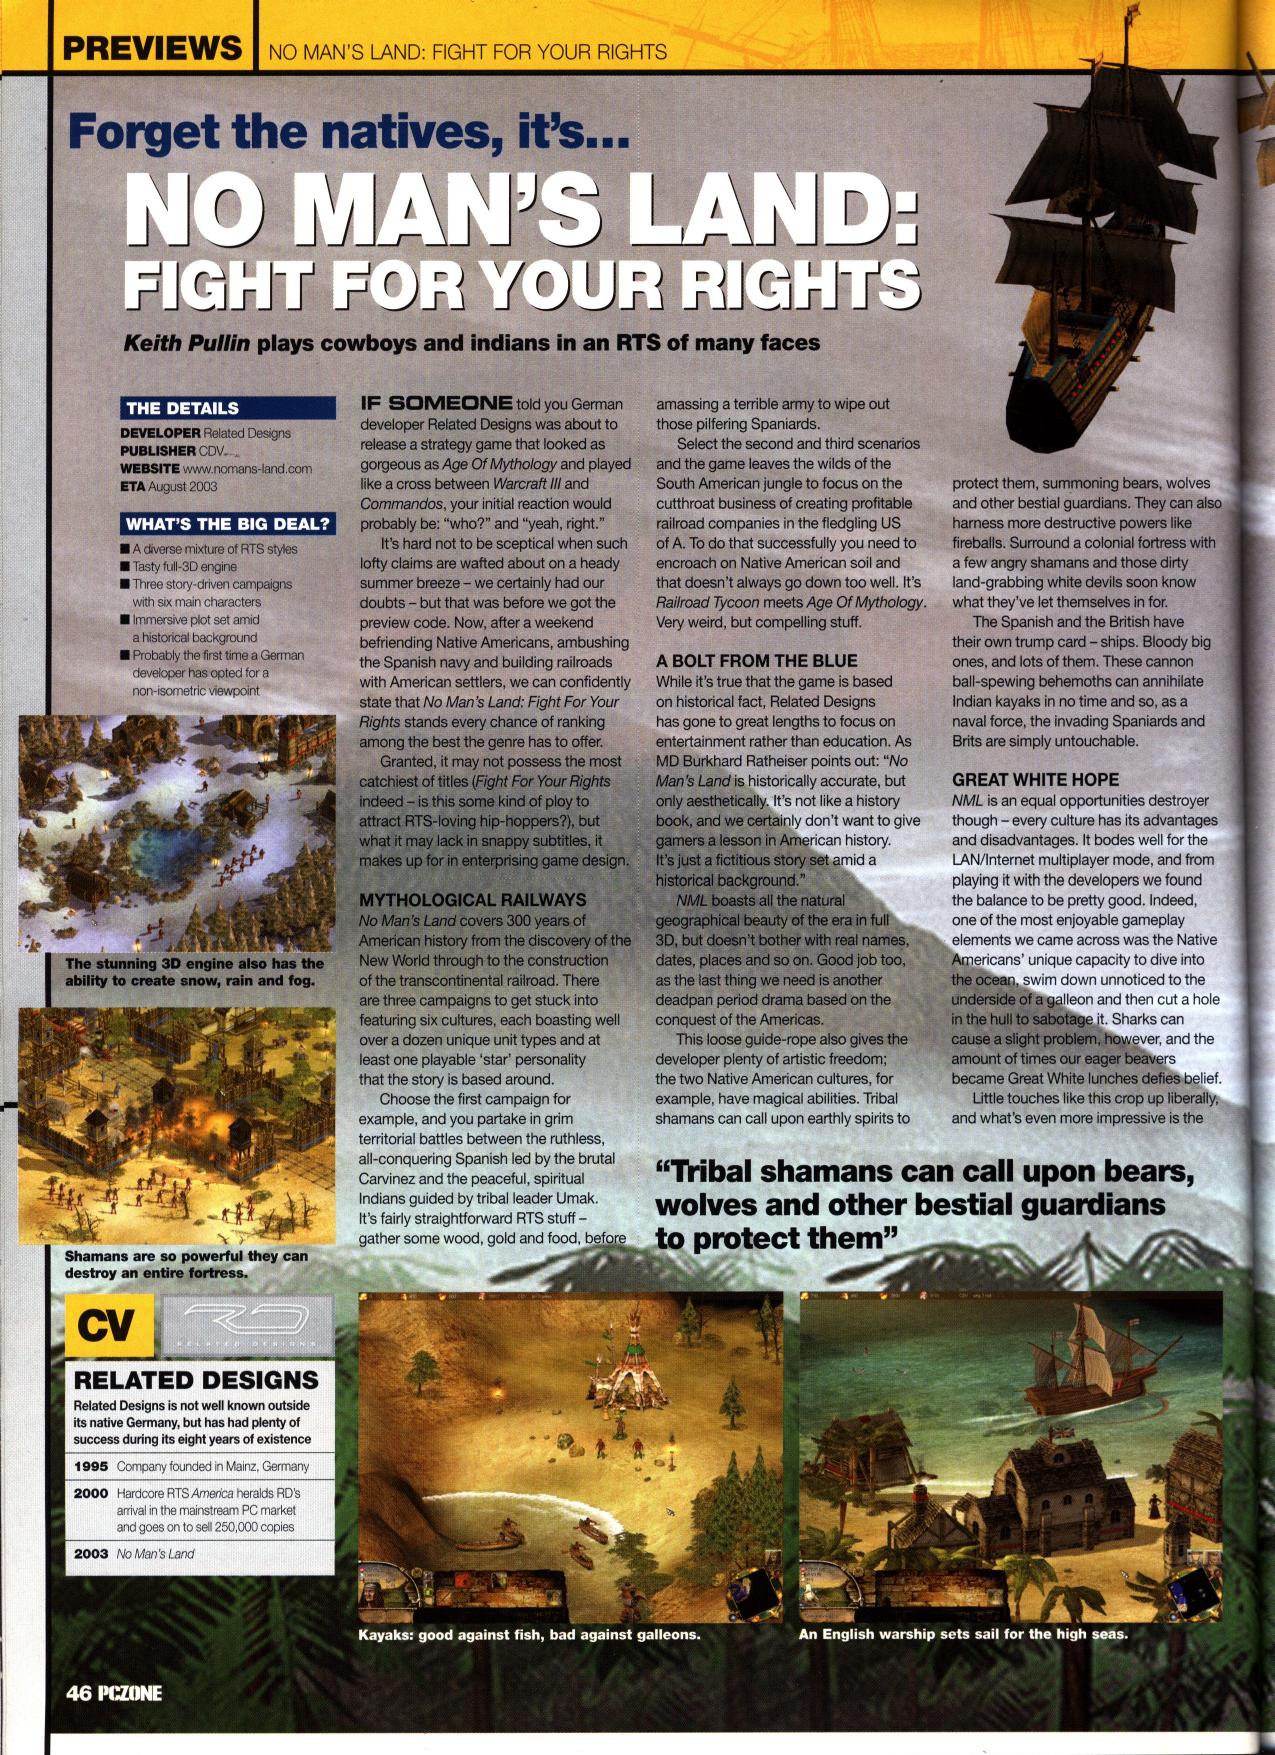 PREVIEWS
NO MAN'S LAND: FIGHT FOR YOUR RIGHTS
Forget the natives, it's...
NO MAN'S LAND:
FIGHT FOR YOUR RIGHTS
Keith Pullin plays cowboys and indians in an RTS of many faces
THE DETAILS
DEVELOPER Related Designs
PUBLISHER CDV
WEBSITE www.nomans-land.com
ETA August 2003
WHAT'S THE BIG DEAL?
■ A diverse mixture of RTS styles
■ Tasty full-3D engine
■ Three story-driven campaigns
with six main characters
■ Immersive plot set amid
a historical background
■ Probably the first time a German
developer has opted for a
non-isometric viewpoint
The stunning 3D engine also has the
ability to create snow, rain and fog.
Shamans are so powerful they can
destroy an entire fortress.
CV
RELATED DESIGNS
RELATED DESIGNS
Related Designs is not well known outside
its native Germany, but has had plenty of
success during its eight years of existence
1995 Company founded in Mainz, Germany
2000 Hardcore RTS America heralds RD's
arrival in the mainstream PC market
and goes on to sell 250,000 copies
2003 No Man's Land
IF SOMEONE told you German
developer Related Designs was about to
release a strategy game that looked as
gorgeous as Age Of Mythology and played
like a cross between Warcraft III and
Commandos, your initial reaction would
probably be: "who?" and "yeah, right."
It's hard not to be sceptical when such
lofty claims are wafted about on a heady
summer breeze – we certainly had our
doubts – but that was before we got the
preview code. Now, after a weekend
befriending Native Americans, ambushing
the Spanish navy and building railroads
with American settlers, we can confidently
state that No Man's Land: Fight For Your
Rights stands every chance of ranking
among the best the genre has to offer.
Granted, it may not possess the most
catchiest of titles (Fight For Your Rights
indeed – is this some kind of ploy to
attract RTS-loving hip-hoppers?), but
what it may lack in snappy subtitles, it
makes up for in enterprising game design.
MYTHOLOGICAL RAILWAYS
No Man's Land covers 300 years of
American history from the discovery of the
New World through to the construction
of the transcontinental railroad. There
are three campaigns to get stuck into
featuring six cultures, each boasting well
over a dozen unique unit types and at
least one playable 'star' personality
that the story is based around.
Choose the first campaign for
example, and you partake in grim
territorial battles between the ruthless,
all-conquering Spanish led by the brutal
Carvinez and the peaceful, spiritual
Indians guided by tribal leader Umak.
It's fairly straightforward RTS stuff –
gather some wood, gold and food, before
amassing a terrible army to wipe out
those pilfering Spaniards.
Select the second and third scenarios
and the game leaves the wilds of the
South American jungle to focus on the
cutthroat business of creating profitable
railroad companies in the fledgling US
of A. To do that successfully you need to
encroach on Native American soil and
that doesn't always go down too well. It's
Railroad Tycoon meets Age Of Mythology.
Very weird, but compelling stuff.
A BOLT FROM THE BLUE
While it's true that the game is based
on historical fact, Related Designs
has gone to great lengths to focus on
entertainment rather than education. As
MD Burkhard Ratheiser points out: "No
Man's Land is historically accurate, but
only aesthetically. It's not like a history
book, and we certainly don't want to give
gamers a lesson in American history.
It's just a fictitious story set amid a
historical background."
NML boasts all the natural
geographical beauty of the era in full
3D, but doesn't bother with real names,
dates, places and so on. Good job too,
as the last thing we need is another
deadpan period drama based on the
conquest of the Americas.
This loose guide-rope also gives the
developer plenty of artistic freedom;
the two Native American cultures, for
example, have magical abilities. Tribal
shamans can call upon earthly spirits to
protect them, summoning bears, wolves
and other bestial guardians. They can also
harness more destructive powers like
fireballs. Surround a colonial fortress with
a few angry shamans and those dirty
land-grabbing white devils soon know
what they've let themselves in for.
The Spanish and the British have
their own trump card – ships. Bloody big
ones, and lots of them. These cannon
ball-spewing behemoths can annihilate
Indian kayaks in no time and so, as a
naval force, the invading Spaniards and
Brits are simply untouchable.
GREAT WHITE HOPE
NML is an equal opportunities destroyer
though – every culture has its advantages
and disadvantages. It bodes well for the
LAN/Internet multiplayer mode, and from
playing it with the developers we found
the balance to be pretty good. Indeed,
one of the most enjoyable gameplay
elements we came across was the Native
Americans' unique capacity to dive into
the ocean, swim down unnoticed to the
underside of a galleon and then cut a hole
in the hull to sabotage it. Sharks can
cause a slight problem, however, and the
amount of times our eager beavers
became Great White lunches defies belief.
Little touches like this crop up liberally,
and what's even more impressive is the
"Tribal shamans can call upon bears,
wolves and other bestial guardians
to protect them"
Kayaks: good against fish, bad against galleons.
An English warship sets sail for the high seas.
46 PCZONE